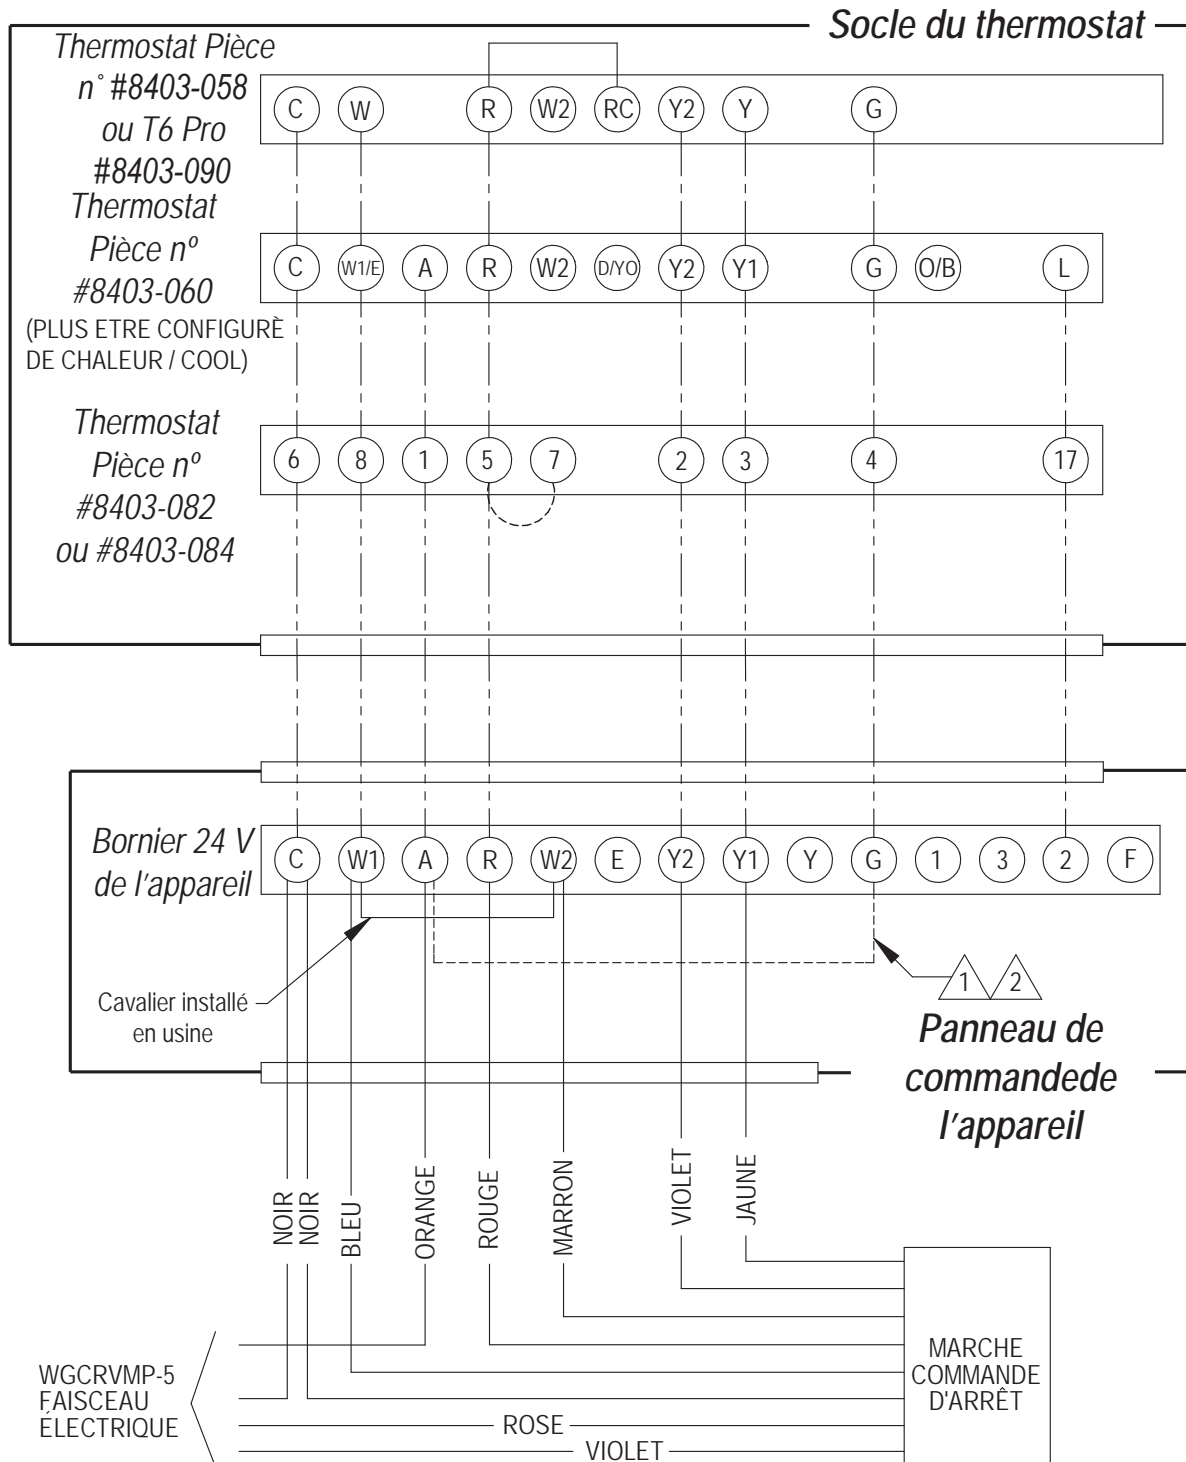 Socle du thermostat
Thermostat Pièce
n° #8403-058
ou T6 Pro
#8403-090
C W R W2 RC Y2 Y G
Thermostat
Pièce nº
#8403-060
(PLUS ETRE CONFIGURÈ
DE CHALEUR / COOL)
C W1/E A R W2 D/YO Y2 Y1 G O/B L
Thermostat
Pièce nº
#8403-082
ou #8403-084
6 8 1 5 7 2 3 4 17
Bornier 24 V
de l'appareil
C W1 A R W2 E Y2 Y1 Y G 1 3 2 F
Cavalier installé
en usine
1 2
Panneau de
commandede
l'appareil
NOIR
NOIR
BLEU
ORANGE
ROUGE
MARRON
VIOLET
JAUNE
WGCRVMP-5
FAISCEAU
ÉLECTRIQUE
MARCHE
COMMANDE
D'ARRÊT
ROSE
VIOLET